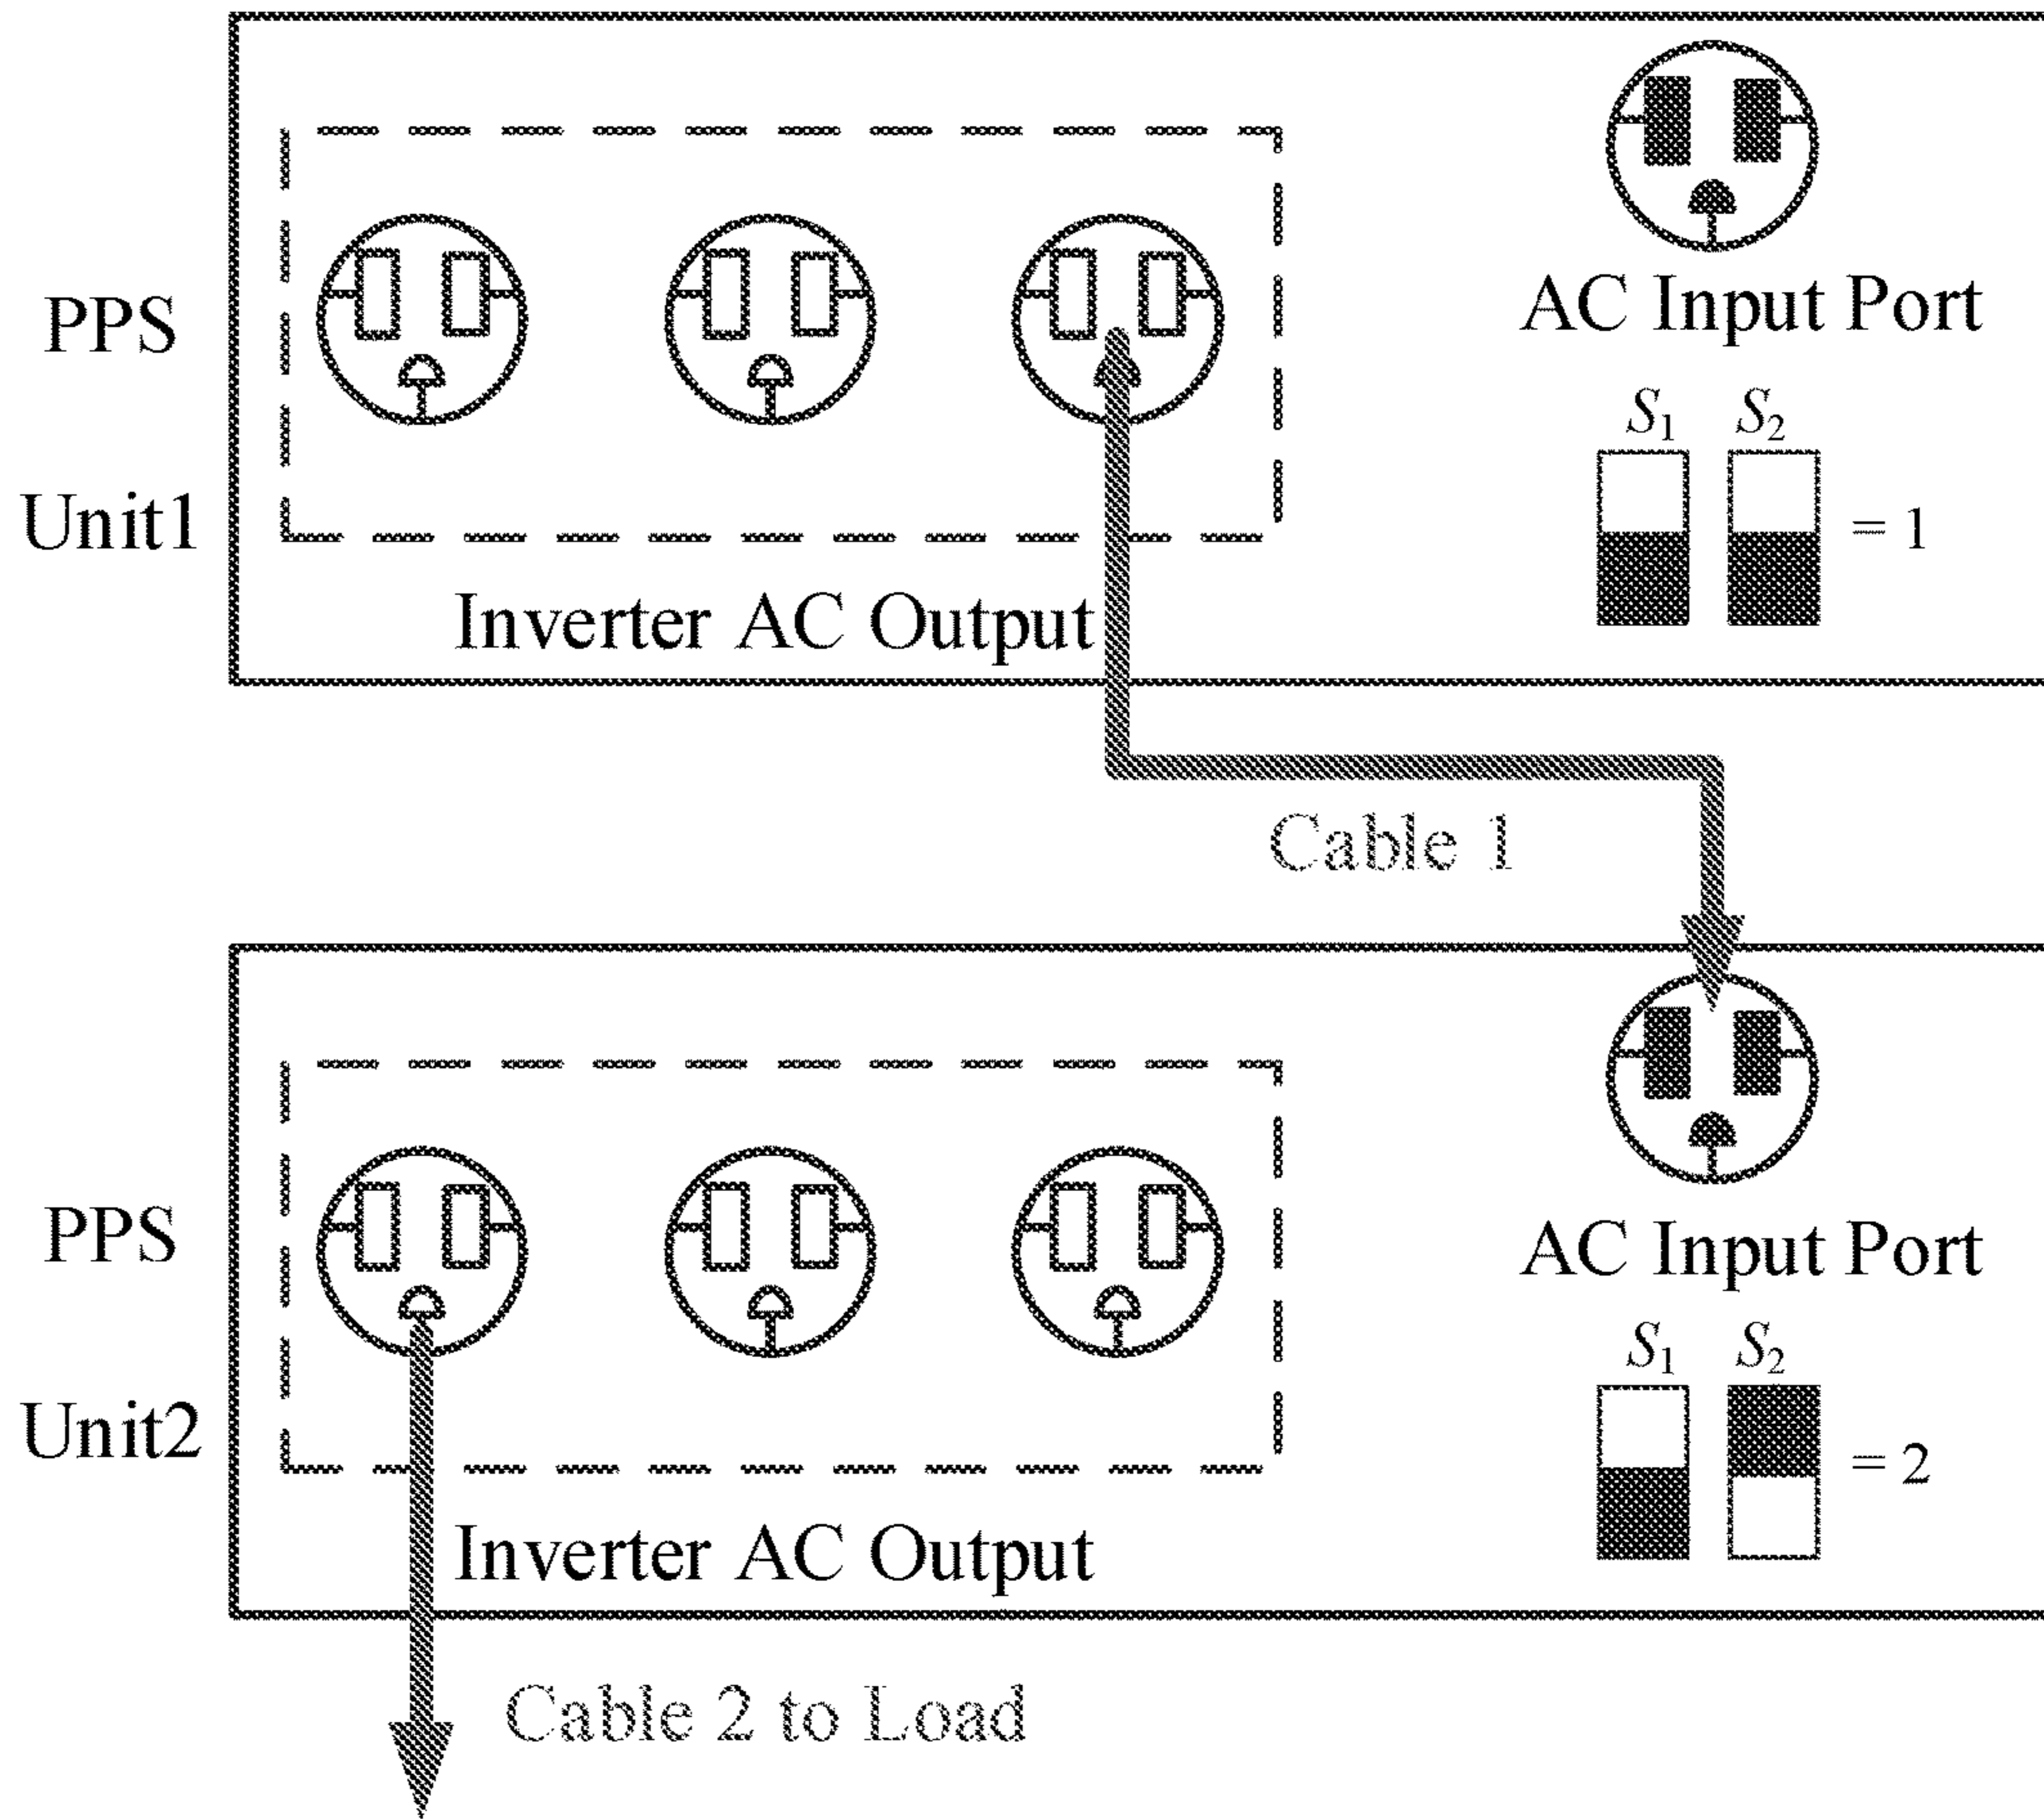 AC Input Port
PPS
S1 S2
Unit1
= 1
Inverter AC Output
Cable 1
PPS
AC Input Port
S1 S2
Unit2
= 2
Inverter AC Output
Cable 2 to Load